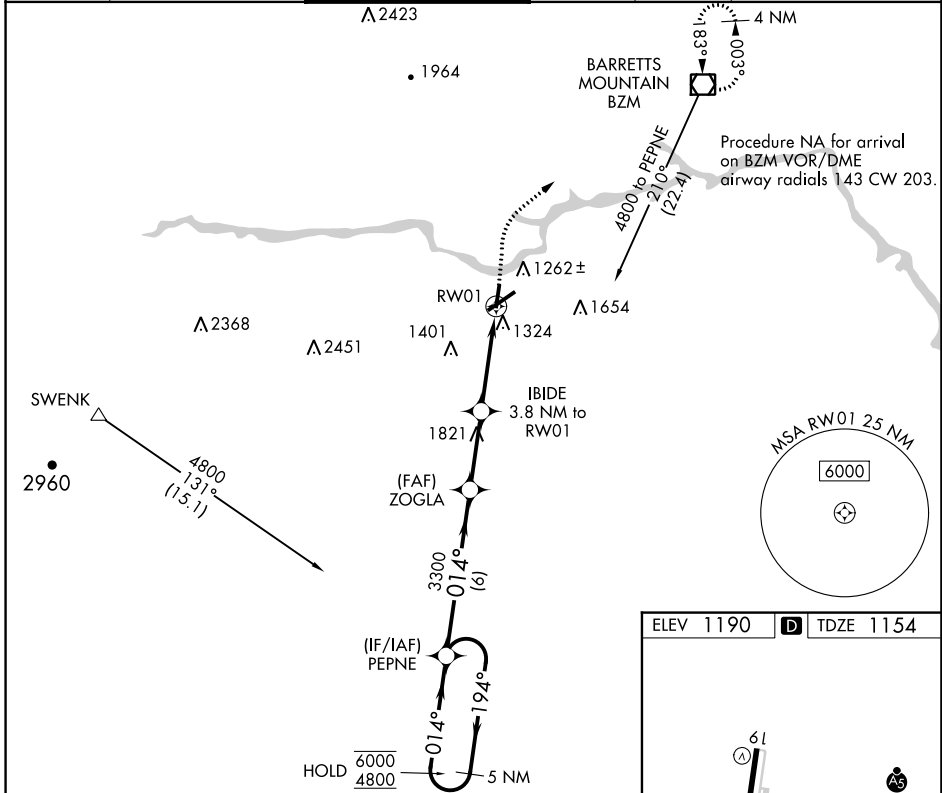 2423
4 NM
183°
003°
1964
BARRETTS
MOUNTAIN
BZM
Procedure NA for arrival
on BZM VOR/DME
airway radials 143 CW 203.
4800 to PEPNE
210°
(22.4)
1262±
RW01
1654
2368
1401
1324
2451
SWENK
IBIDE
3.8 NM to
RW01
1821
MSA RW01 25 NM
6000
2960
4800
131°
(15.1)
(FAF)
ZOGLA
3300
014°
(6)
ELEV 1190
D
TDZE 1154
(IF/IAF)
PEPNE
014°
194°
19
V
HOLD
6000
4800
5 NM
A5